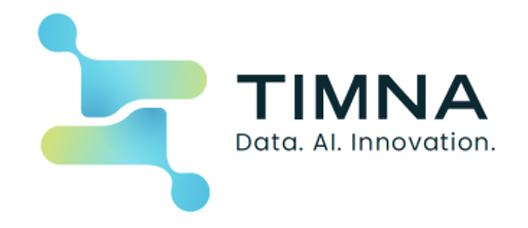 TIMNA
Data. AI. Innovation.